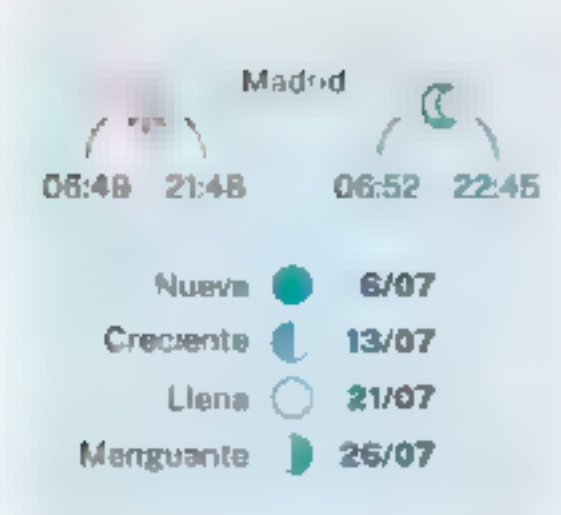 Madrid
06:49 21:48 06:52 22:45
Nueva 6/07
Creciente 13/07
Llena 21/07
Menguante 26/07